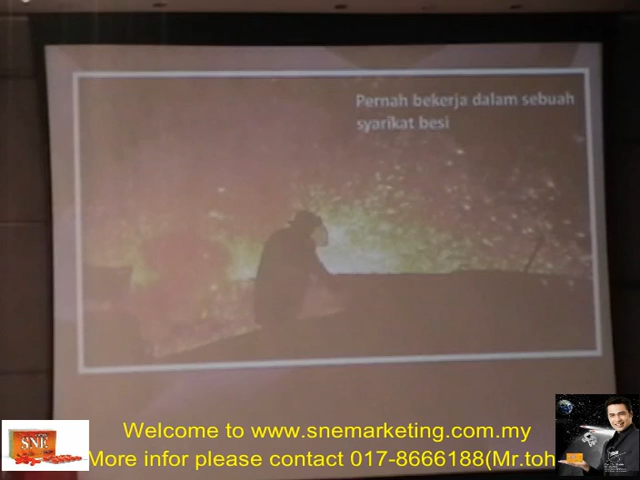 Pernah bekerja dalam sebuah
syarikat besi
SNE
Welcome to www.snemarketing.com.my
More infor please contact 017-8666188(Mr.toh